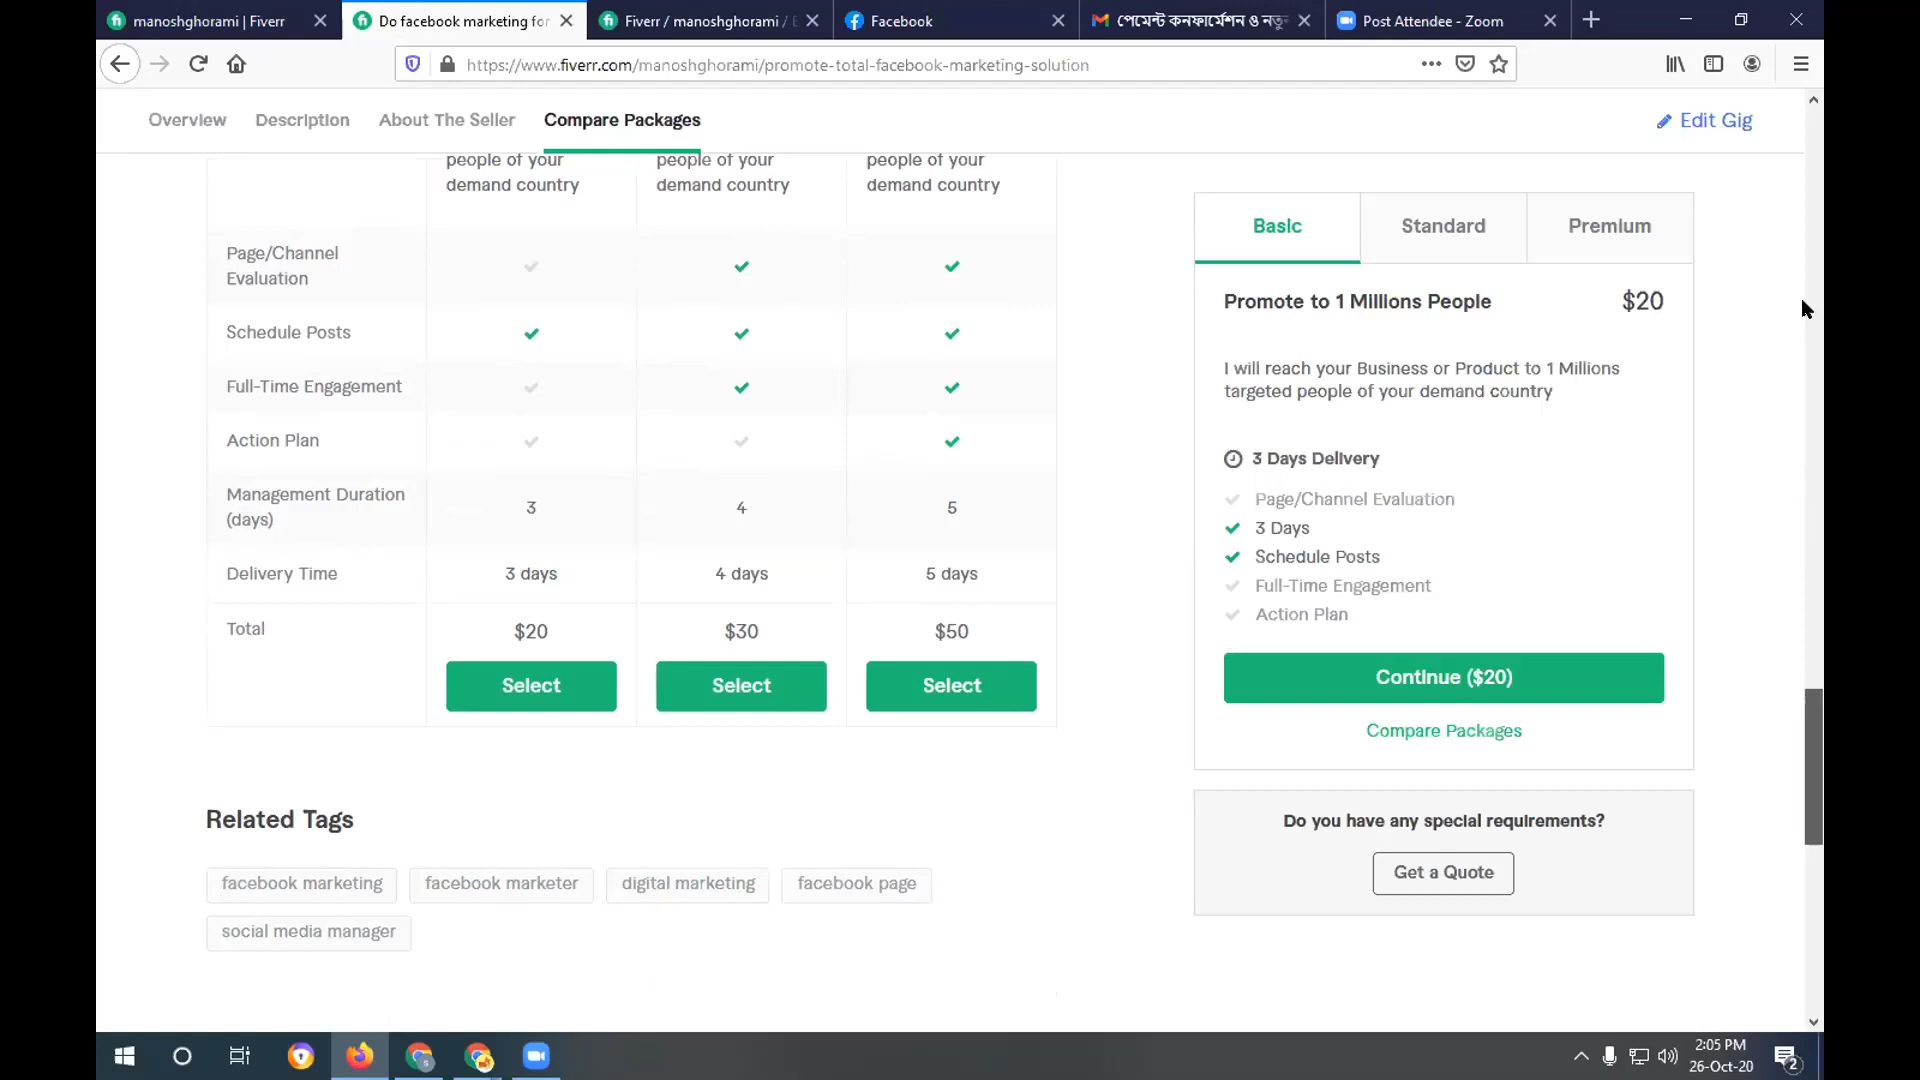 manoshghorami | Fiverr
Do facebook marketing for
Fiverr / manoshghorami / E
Facebook
পেমেন্ট কনফার্মেশন ও নতু
Post Attendee - Zoom
https://www.fiverr.com/manoshghorami/promote-total-facebook-marketing-solution
Overview
Description
About The Seller
Compare Packages
Edit Gig
people of your
demand country
people of your
demand country
people of your
demand country
Page/Channel
Evaluation
Schedule Posts
Full-Time Engagement
Action Plan
Management Duration
(days)
3
4
5
Delivery Time
3 days
4 days
5 days
Total
$20
$30
$50
Select
Select
Select
Related Tags
facebook marketing
facebook marketer
digital marketing
facebook page
social media manager
Basic
Standard
Premium
Promote to 1 Millions People
$20
I will reach your Business or Product to 1 Millions
targeted people of your demand country
3 Days Delivery
Page/Channel Evaluation
3 Days
Schedule Posts
Full-Time Engagement
Action Plan
Continue ($20)
Compare Packages
Do you have any special requirements?
Get a Quote
2:05 PM
26-Oct-20
2